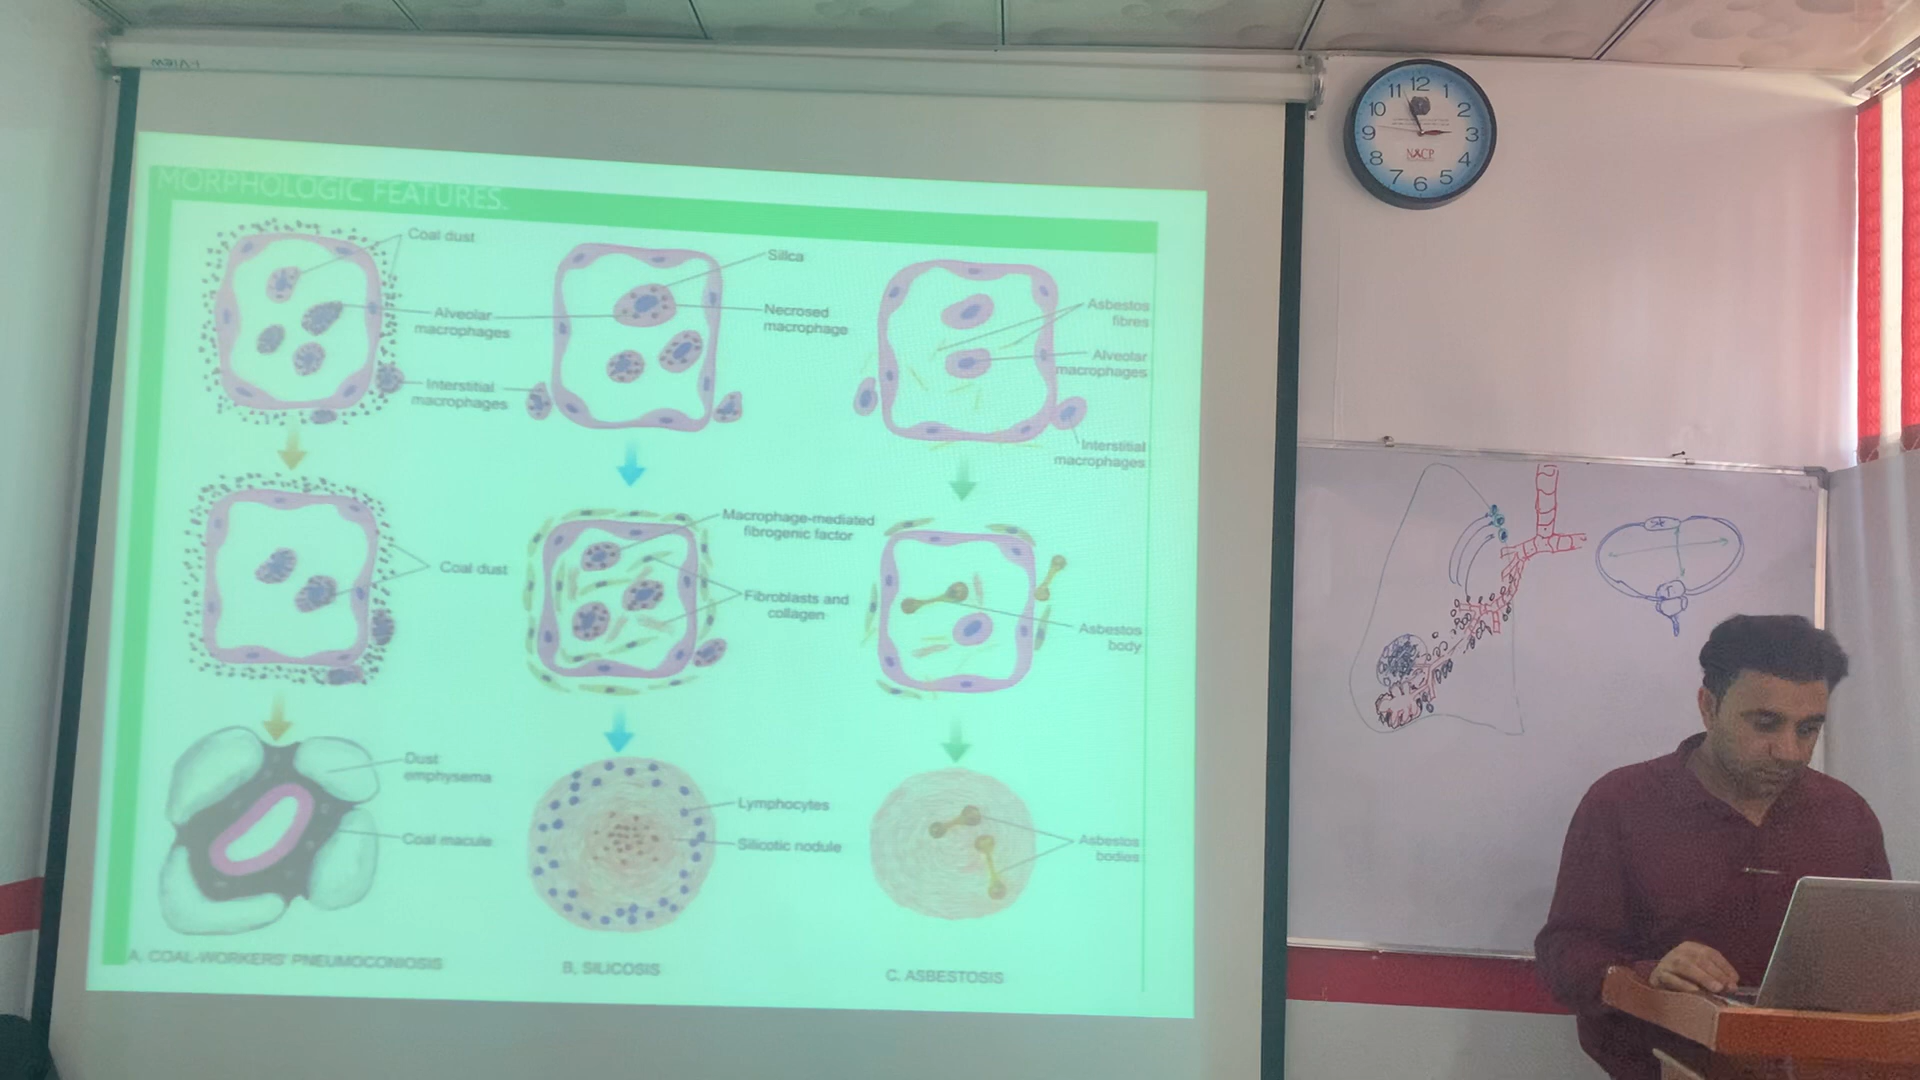 I-VIEW
MORPHOLOGIC FEATURES.
Coal dust
Alveolar
macrophages
Interstitial
macrophages
Silica
Necrosed
macrophage
Asbestos
fibres
Alveolar
macrophages
Interstitial
macrophages
Coal dust
Macrophage-mediated
fibrogenic factor
Fibroblasts and
collagen
Asbestos
body
Dust
emphysema
Coal macule
Lymphocytes
Silicotic nodule
Asbestos
bodies
A. COAL-WORKERS' PNEUMOCONIOSIS
B. SILICOSIS
C. ASBESTOSIS
12
1
2
3
4
5
6
7
8
9
10
11